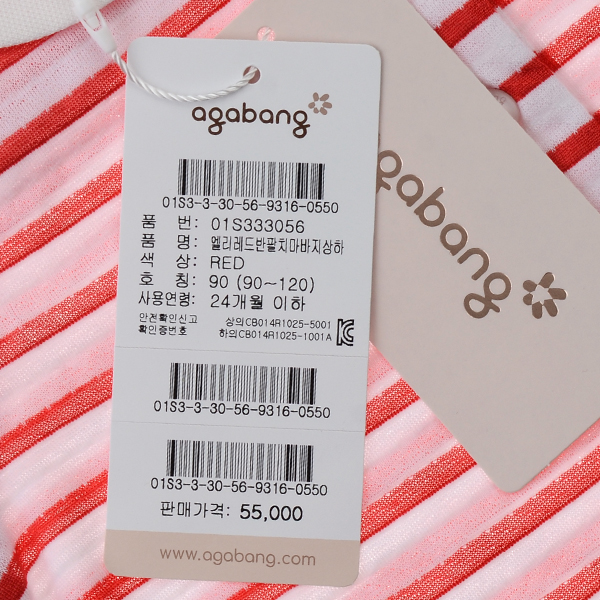 agabang
01S3-3-30-56-9316-0550
품 번: 01S333056
품 명: 엘리레드반팔치마바지상하
색 상: RED
호 칭: 90 (90~120)
사용연령: 24개월 이하
안전확인신고 상의CB014R1025-5001
확인증번호 하의CB014R1025-1001A
01S3-3-30-56-9316-0550
01S3-3-30-56-9316-0550
판매가격: 55,000
www.agabang.com
agabang